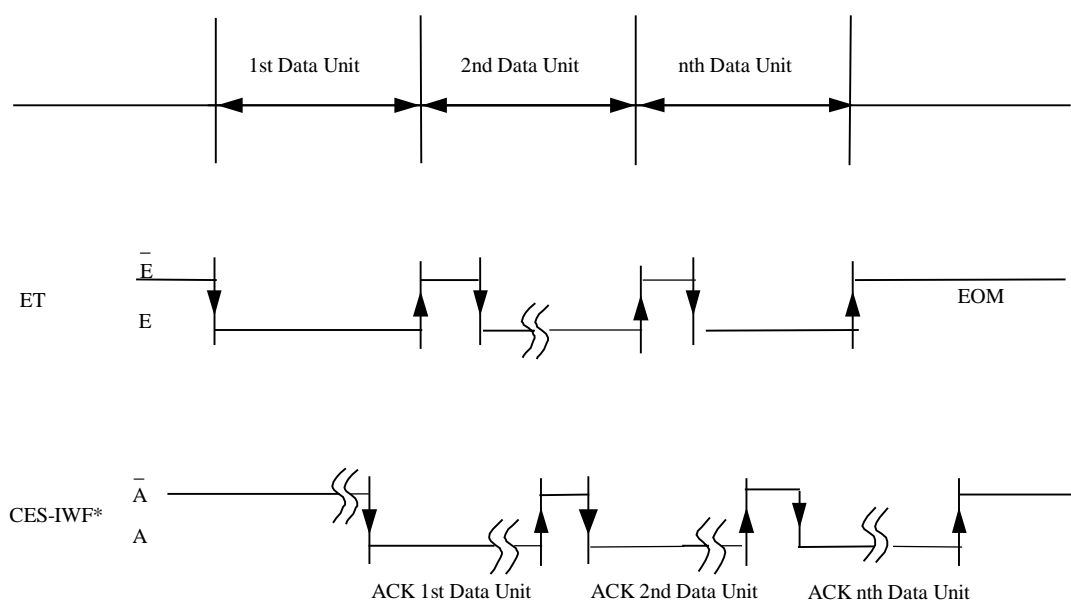 1st Data Unit
2nd Data Unit
nth Data Unit
E̅
ET
E
EOM
A̅
CES-IWF*
A
ACK 1st Data Unit
ACK 2nd Data Unit
ACK nth Data Unit